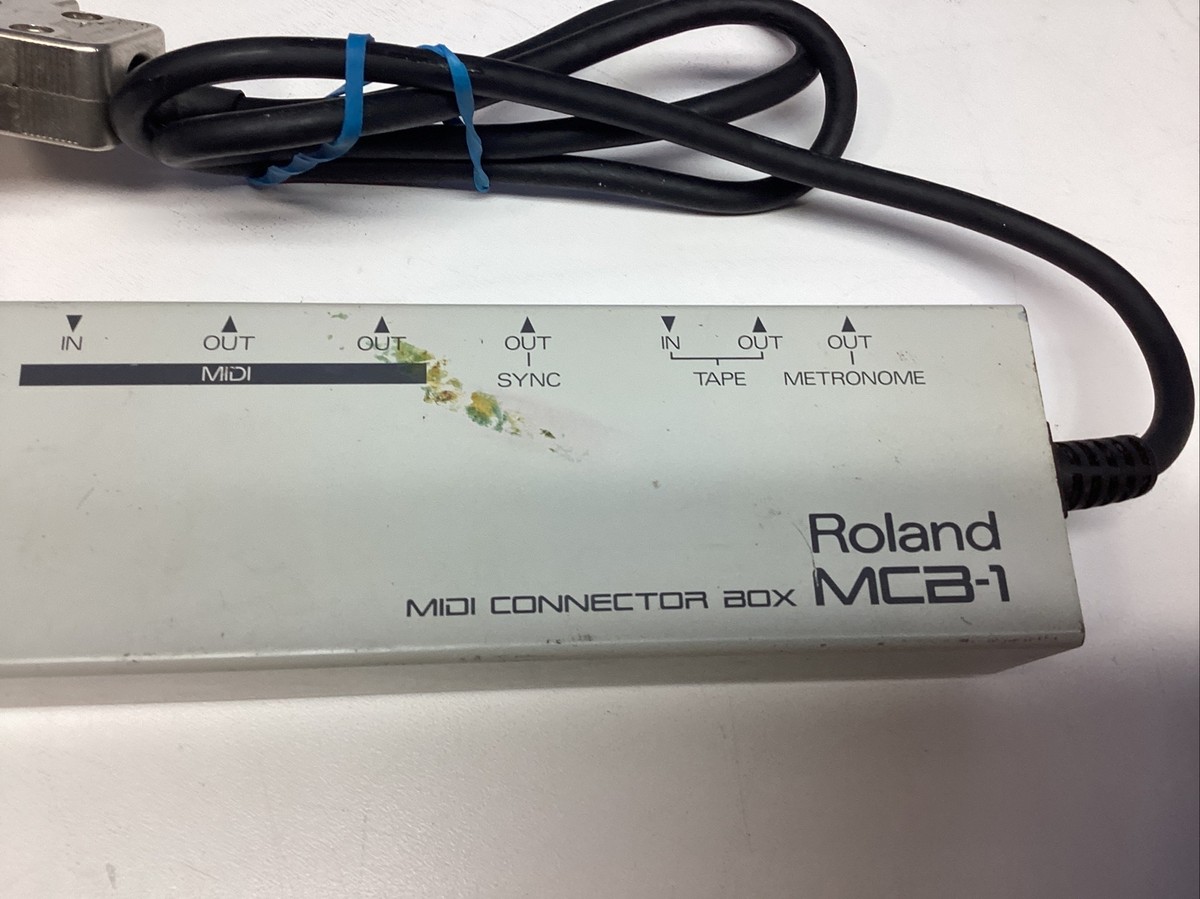 IN OUT OUT OUT IN OUT OUT
MIDI SYNC TAPE METRONOME
Roland
MIDI CONNECTOR BOX MCB-1